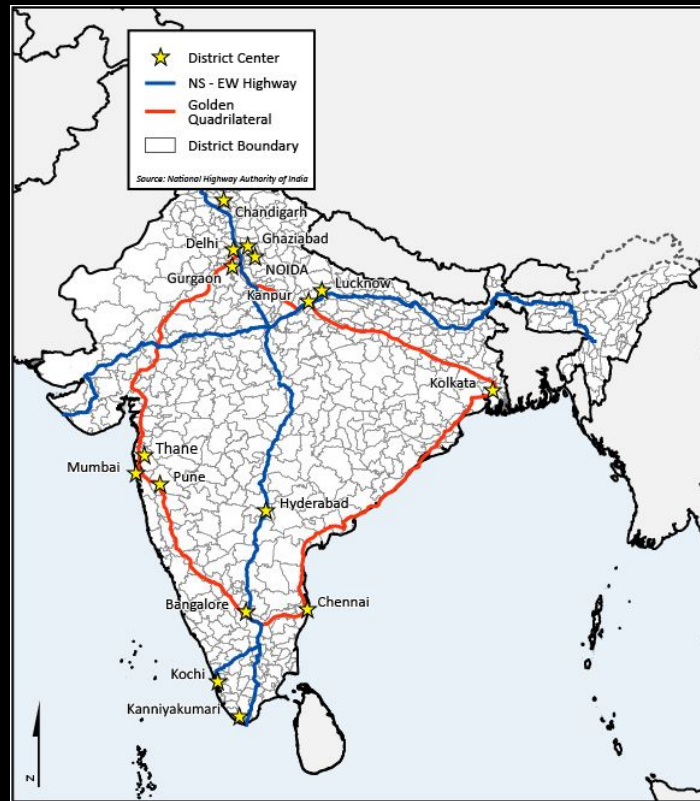 District Center
NS - EW Highway
Golden
Quadrilateral
District Boundary
Source: National Highway Authority of India
Chandigarh
Delhi
Ghaziabad
NOIDA
Gurgaon
Kanpur
Lucknow
Kolkata
Thane
Mumbai
Pune
Hyderabad
Bangalore
Chennai
Kochi
Kanniyakumari
N